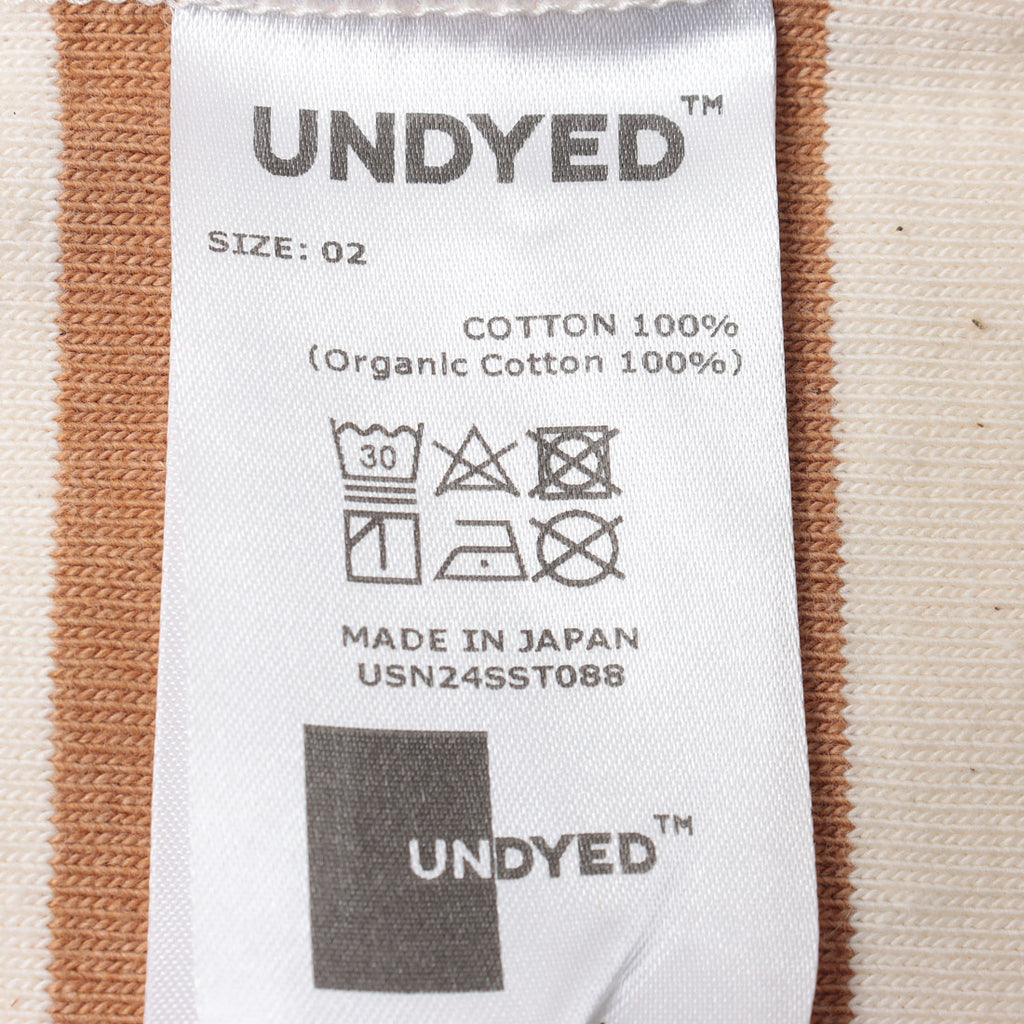 UNDYED™
SIZE: 02
COTTON 100%
(Organic Cotton 100%)
30
MADE IN JAPAN
USN24SST088
UNDYED™